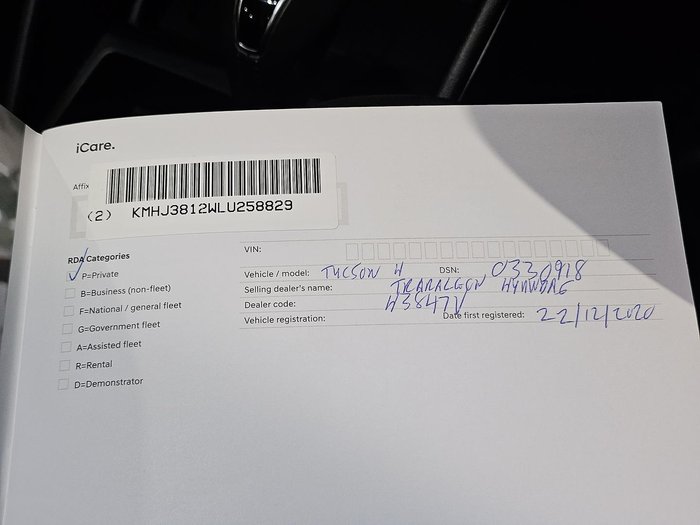 iCare.
Affix
(2) KMHJ3812WLU258829
RDA Categories
P=Private
B=Business (non-fleet)
F=National / general fleet
G=Government fleet
A=Assisted fleet
R=Rental
D=Demonstrator
VIN:
Vehicle / model: TUCSON H DSN: 0330918
Selling dealer's name: TRARALGON HYUNDAI
Dealer code: H3847V
Vehicle registration: Date first registered: 22/12/2020